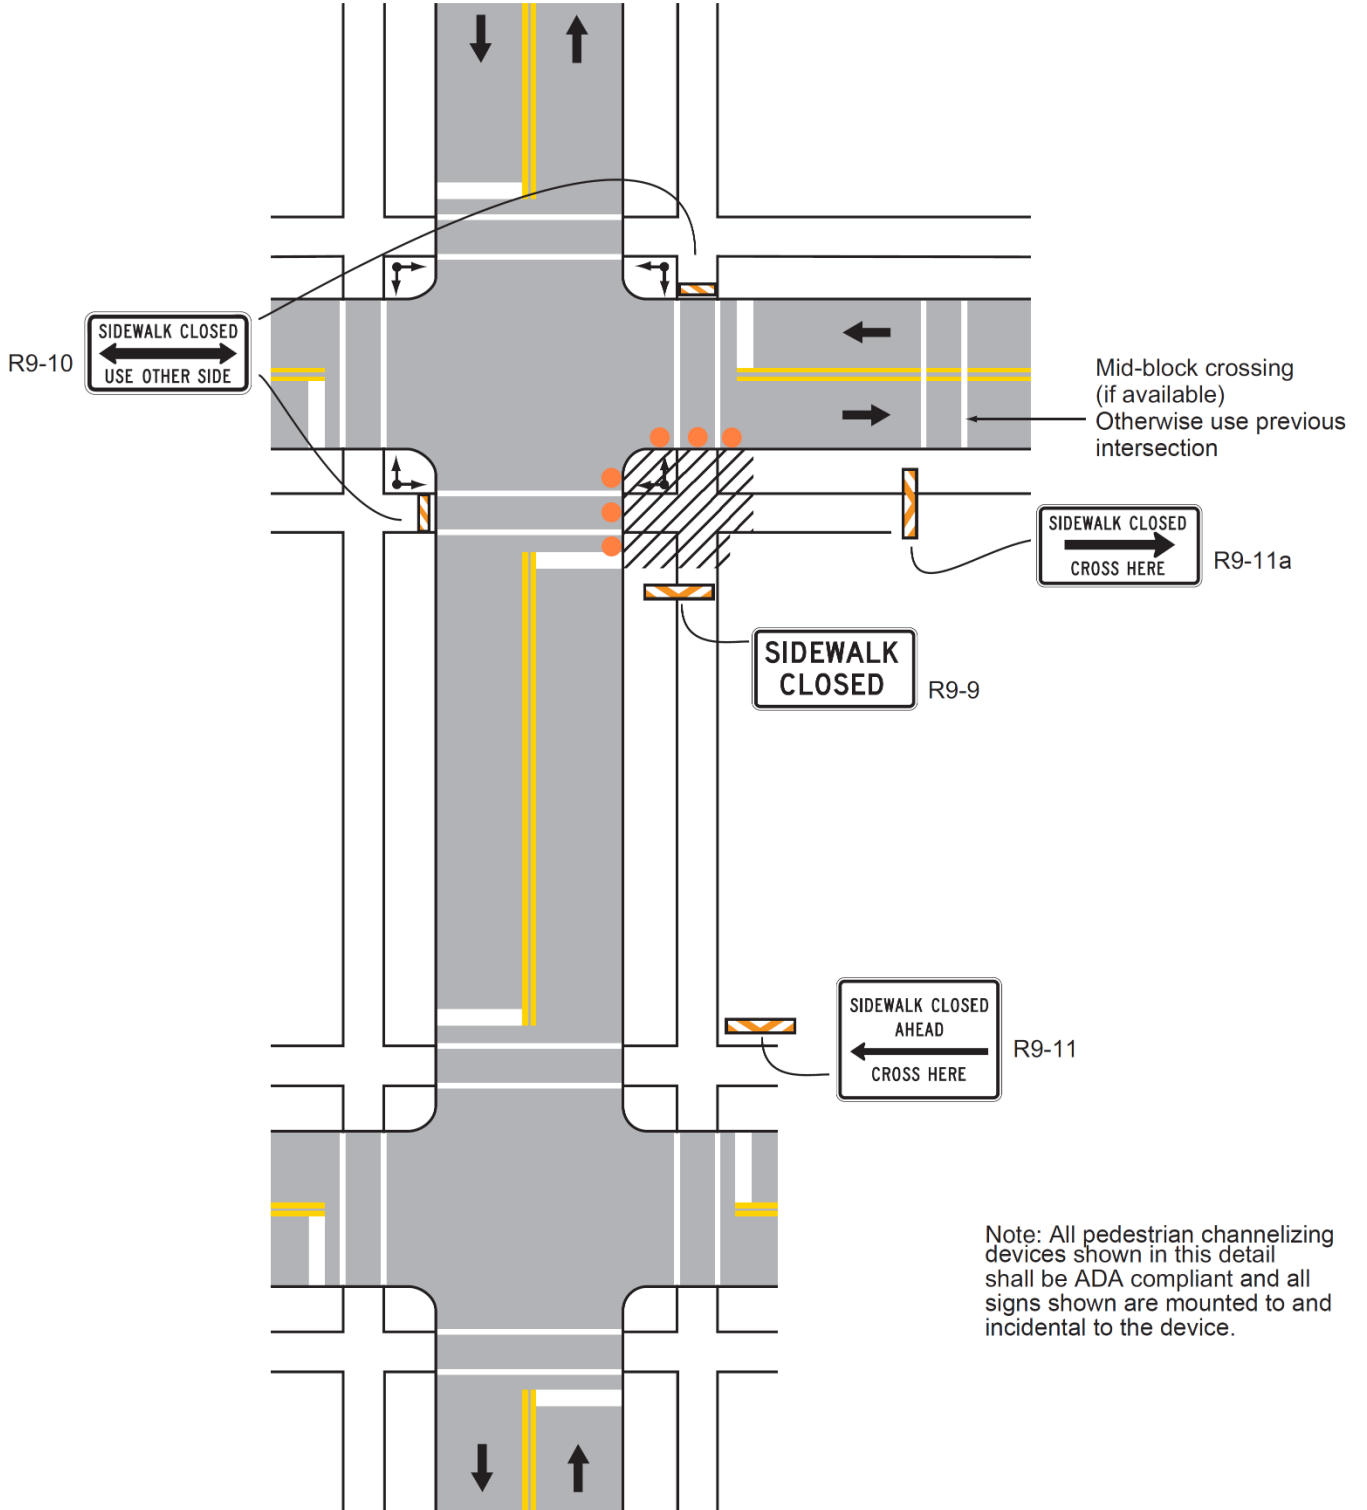 SIDEWALK CLOSED
USE OTHER SIDE
R9-10
Mid-block crossing
(if available)
Otherwise use previous
intersection
SIDEWALK CLOSED
CROSS HERE
R9-11a
SIDEWALK
CLOSED
R9-9
SIDEWALK CLOSED
AHEAD
CROSS HERE
R9-11
Note: All pedestrian channelizing
devices shown in this detail
shall be ADA compliant and all
signs shown are mounted to and
incidental to the device.